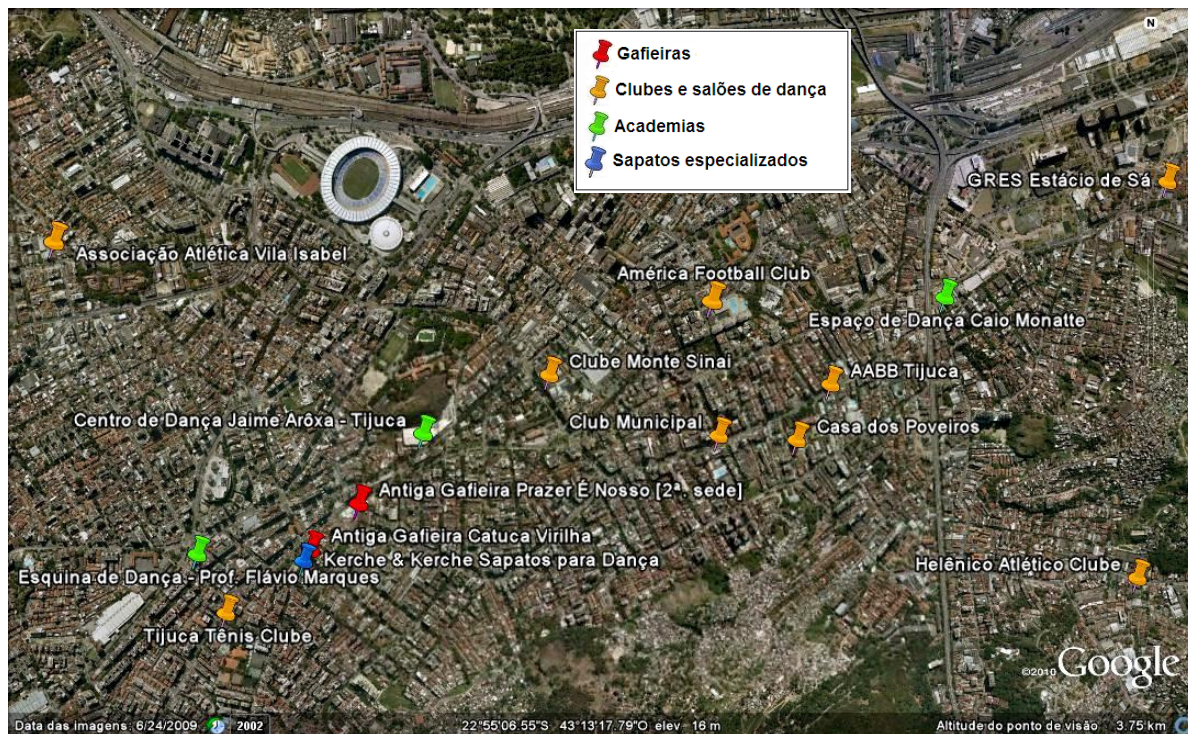 N
Gafieiras
Clubes e salões de dança
Academias
Sapatos especializados
GRES Estácio de Sá
Associação Atlética Vila Isabel
América Football Club
Espaço de Dança Caio Monatte
Clube Monte Sinai
AABB Tijuca
Centro de Dança Jaime Arôxa - Tijuca
Club Municipal
Casa dos Poveiros
Antiga Gafieira Prazer É Nosso [2ª. sede]
Antiga Gafieira Catuca Virilha
Kerche & Kerche Sapatos para Dança
Helênico Atlético Clube
Esquina de Dança - Prof. Flávio Marques
Tijuca Tênis Clube
©2010 Google
Data das imagens: 6/24/2009 2002 22°55'06.55"S 43°13'17.79"O elev 16 m Altitude do ponto de visão 3.75 km